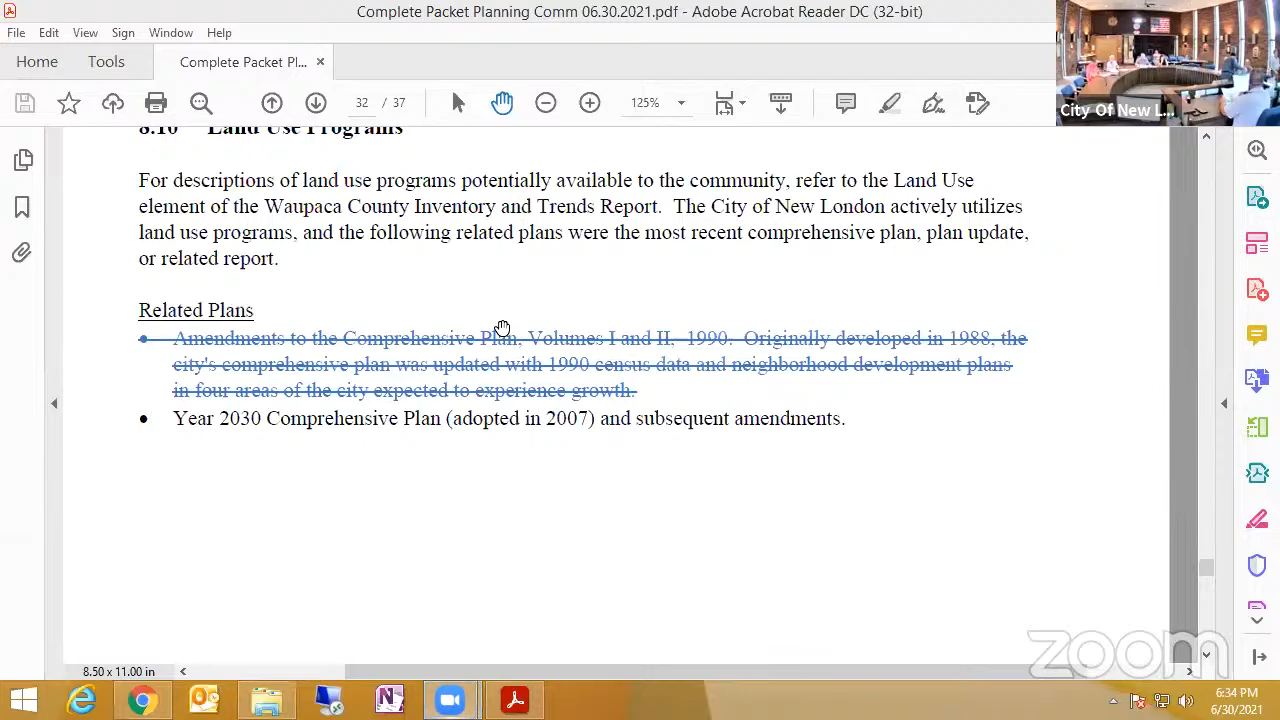 Complete Packet Planning Comm 06.30.2021.pdf - Adobe Acrobat Reader DC (32-bit)
File Edit View Sign Window Help
Home Tools Complete Packet Pl... ×
32 / 37 125%
City Of New L...
8.10 Land Use Programs
For descriptions of land use programs potentially available to the community, refer to the Land Use
element of the Waupaca County Inventory and Trends Report. The City of New London actively utilizes
land use programs, and the following related plans were the most recent comprehensive plan, plan update,
or related report.
Related Plans
• Amendments to the Comprehensive Plan, Volumes I and II, 1990. Originally developed in 1988, the
city's comprehensive plan was updated with 1990 census data and neighborhood development plans
in four areas of the city expected to experience growth.
• Year 2030 Comprehensive Plan (adopted in 2007) and subsequent amendments.
zoom
8.50 x 11.00 in
6:34 PM
6/30/2021